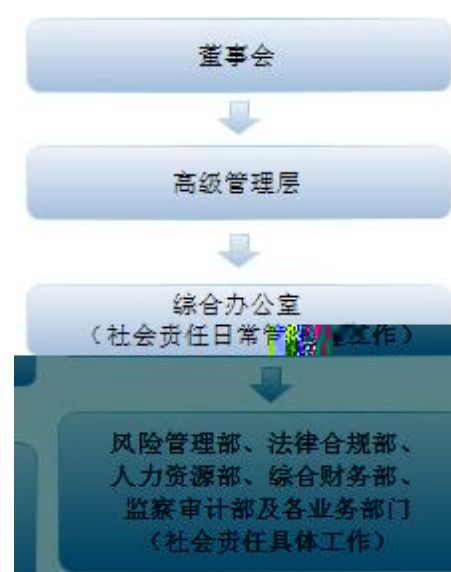 董事会
高级管理层
综合办公室
（社会责任日常管工作）
风险管理部、法律合规部、
人力资源部、综合财务部、
监察审计部及各业务部门
（社会责任具体工作）